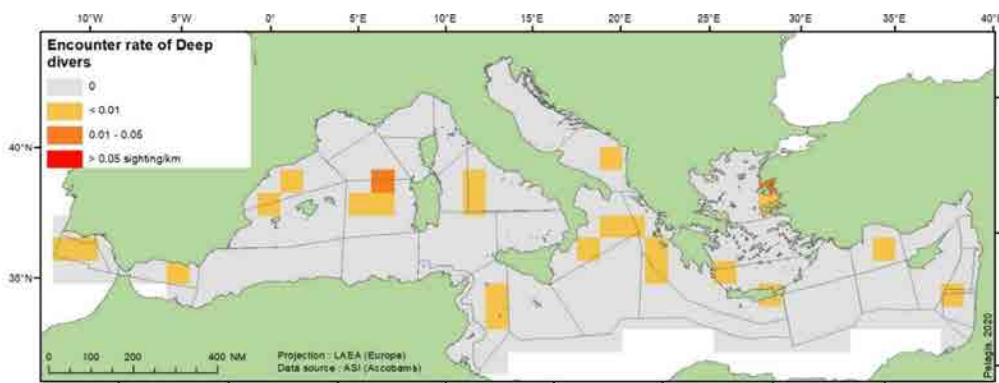 10°W 5°W 0° 5°E 10°E 15°E 20°E 25°E 30°E 35°E 40°E
Encounter rate of Deep
divers
0
< 0.01
0.01 - 0.05
> 0.05 sighting/km
40°N
35°N
0 100 200 400 NM
Projection : LAEA (Europe)
Data source : ASI (Accobams)
Pelagis, 2020